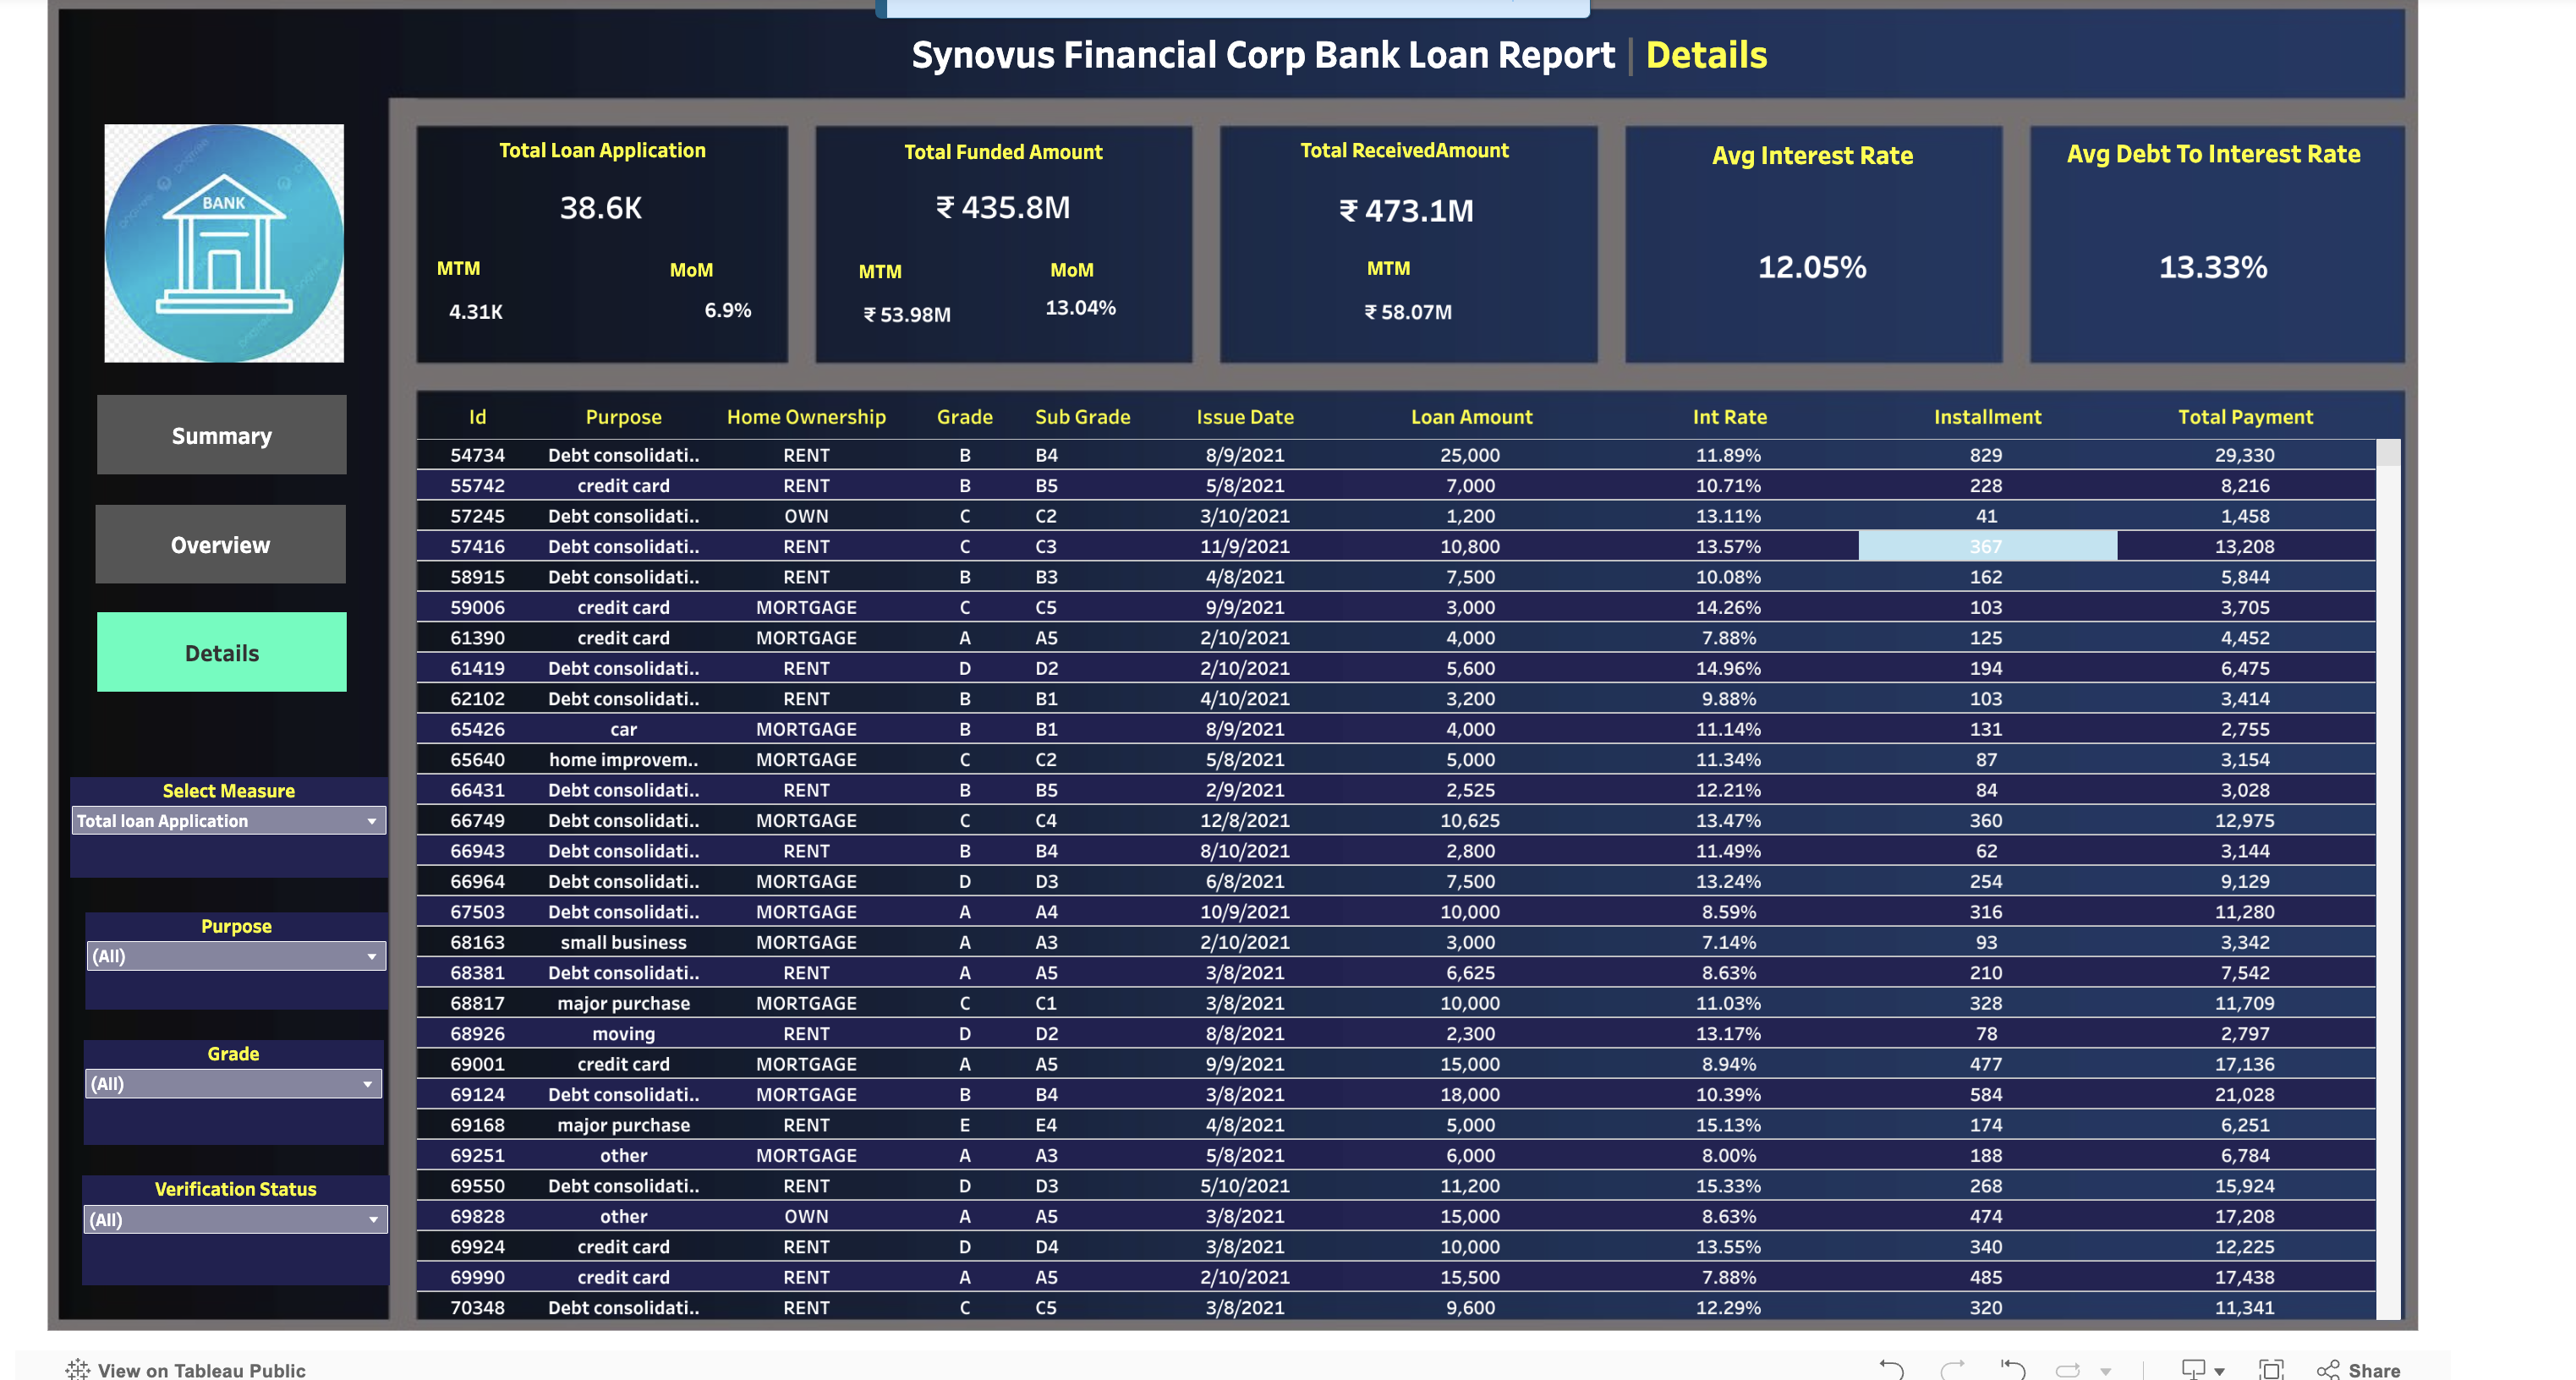 Synovus Financial Corp Bank Loan Report | Details
BANK
Total Loan Application
38.6K
MTM MoM
4.31K 6.9%
Total Funded Amount
₹ 435.8M
MTM MoM
₹ 53.98M 13.04%
Total ReceivedAmount
₹ 473.1M
MTM
₹ 58.07M
Avg Interest Rate
12.05%
Avg Debt To Interest Rate
13.33%
Summary
Overview
Details
Select Measure
Total loan Application
Purpose
(All)
Grade
(All)
Verification Status
(All)
Id Purpose Home Ownership Grade Sub Grade Issue Date Loan Amount Int Rate Installment Total Payment
54734 Debt consolidati.. RENT B B4 8/9/2021 25,000 11.89% 829 29,330
55742 credit card RENT B B5 5/8/2021 7,000 10.71% 228 8,216
57245 Debt consolidati.. OWN C C2 3/10/2021 1,200 13.11% 41 1,458
57416 Debt consolidati.. RENT C C3 11/9/2021 10,800 13.57% 367 13,208
58915 Debt consolidati.. RENT B B3 4/8/2021 7,500 10.08% 162 5,844
59006 credit card MORTGAGE C C5 9/9/2021 3,000 14.26% 103 3,705
61390 credit card MORTGAGE A A5 2/10/2021 4,000 7.88% 125 4,452
61419 Debt consolidati.. RENT D D2 2/10/2021 5,600 14.96% 194 6,475
62102 Debt consolidati.. RENT B B1 4/10/2021 3,200 9.88% 103 3,414
65426 car MORTGAGE B B1 8/9/2021 4,000 11.14% 131 2,755
65640 home improvem.. MORTGAGE C C2 5/8/2021 5,000 11.34% 87 3,154
66431 Debt consolidati.. RENT B B5 2/9/2021 2,525 12.21% 84 3,028
66749 Debt consolidati.. MORTGAGE C C4 12/8/2021 10,625 13.47% 360 12,975
66943 Debt consolidati.. RENT B B4 8/10/2021 2,800 11.49% 62 3,144
66964 Debt consolidati.. MORTGAGE D D3 6/8/2021 7,500 13.24% 254 9,129
67503 Debt consolidati.. MORTGAGE A A4 10/9/2021 10,000 8.59% 316 11,280
68163 small business MORTGAGE A A3 2/10/2021 3,000 7.14% 93 3,342
68381 Debt consolidati.. RENT A A5 3/8/2021 6,625 8.63% 210 7,542
68817 major purchase MORTGAGE C C1 3/8/2021 10,000 11.03% 328 11,709
68926 moving RENT D D2 8/8/2021 2,300 13.17% 78 2,797
69001 credit card MORTGAGE A A5 9/9/2021 15,000 8.94% 477 17,136
69124 Debt consolidati.. MORTGAGE B B4 3/8/2021 18,000 10.39% 584 21,028
69168 major purchase RENT E E4 4/8/2021 5,000 15.13% 174 6,251
69251 other MORTGAGE A A3 5/8/2021 6,000 8.00% 188 6,784
69550 Debt consolidati.. RENT D D3 5/10/2021 11,200 15.33% 268 15,924
69828 other OWN A A5 3/8/2021 15,000 8.63% 474 17,208
69924 credit card RENT D D4 3/8/2021 10,000 13.55% 340 12,225
69990 credit card RENT A A5 2/10/2021 15,500 7.88% 485 17,438
70348 Debt consolidati.. RENT C C5 3/8/2021 9,600 12.29% 320 11,341
View on Tableau Public
Share